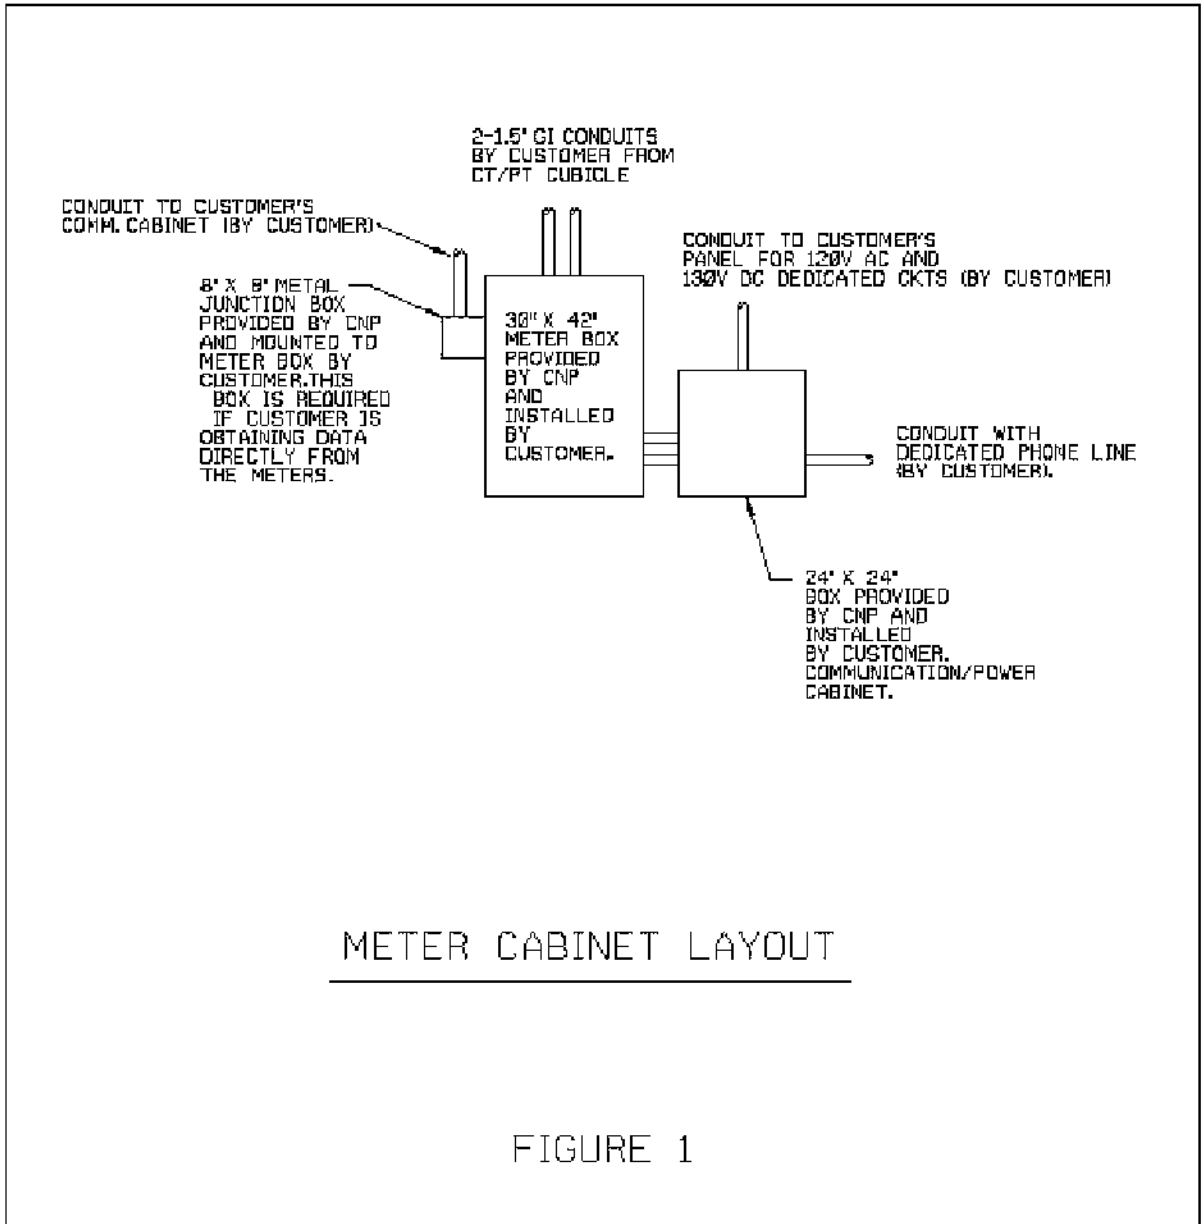 2-1.5" GI CONDUITS
BY CUSTOMER FROM
CT/PT CUBICLE
CONDUIT TO CUSTOMER'S
COMM. CABINET (BY CUSTOMER)
CONDUIT TO CUSTOMER'S
PANEL FOR 120V AC AND
130V DC DEDICATED CKTS (BY CUSTOMER)
8" X 8" METAL
JUNCTION BOX
PROVIDED BY CNP
AND MOUNTED TO
METER BOX BY
CUSTOMER.THIS
BOX IS REQUIRED
IF CUSTOMER IS
OBTAINING DATA
DIRECTLY FROM
THE METERS.
30" X 42"
METER BOX
PROVIDED
BY CNP
AND
INSTALLED
BY
CUSTOMER.
CONDUIT WITH
DEDICATED PHONE LINE
(BY CUSTOMER).
24" X 24"
BOX PROVIDED
BY CNP AND
INSTALLED
BY CUSTOMER.
COMMUNICATION/POWER
CABINET.
METER CABINET LAYOUT
FIGURE 1